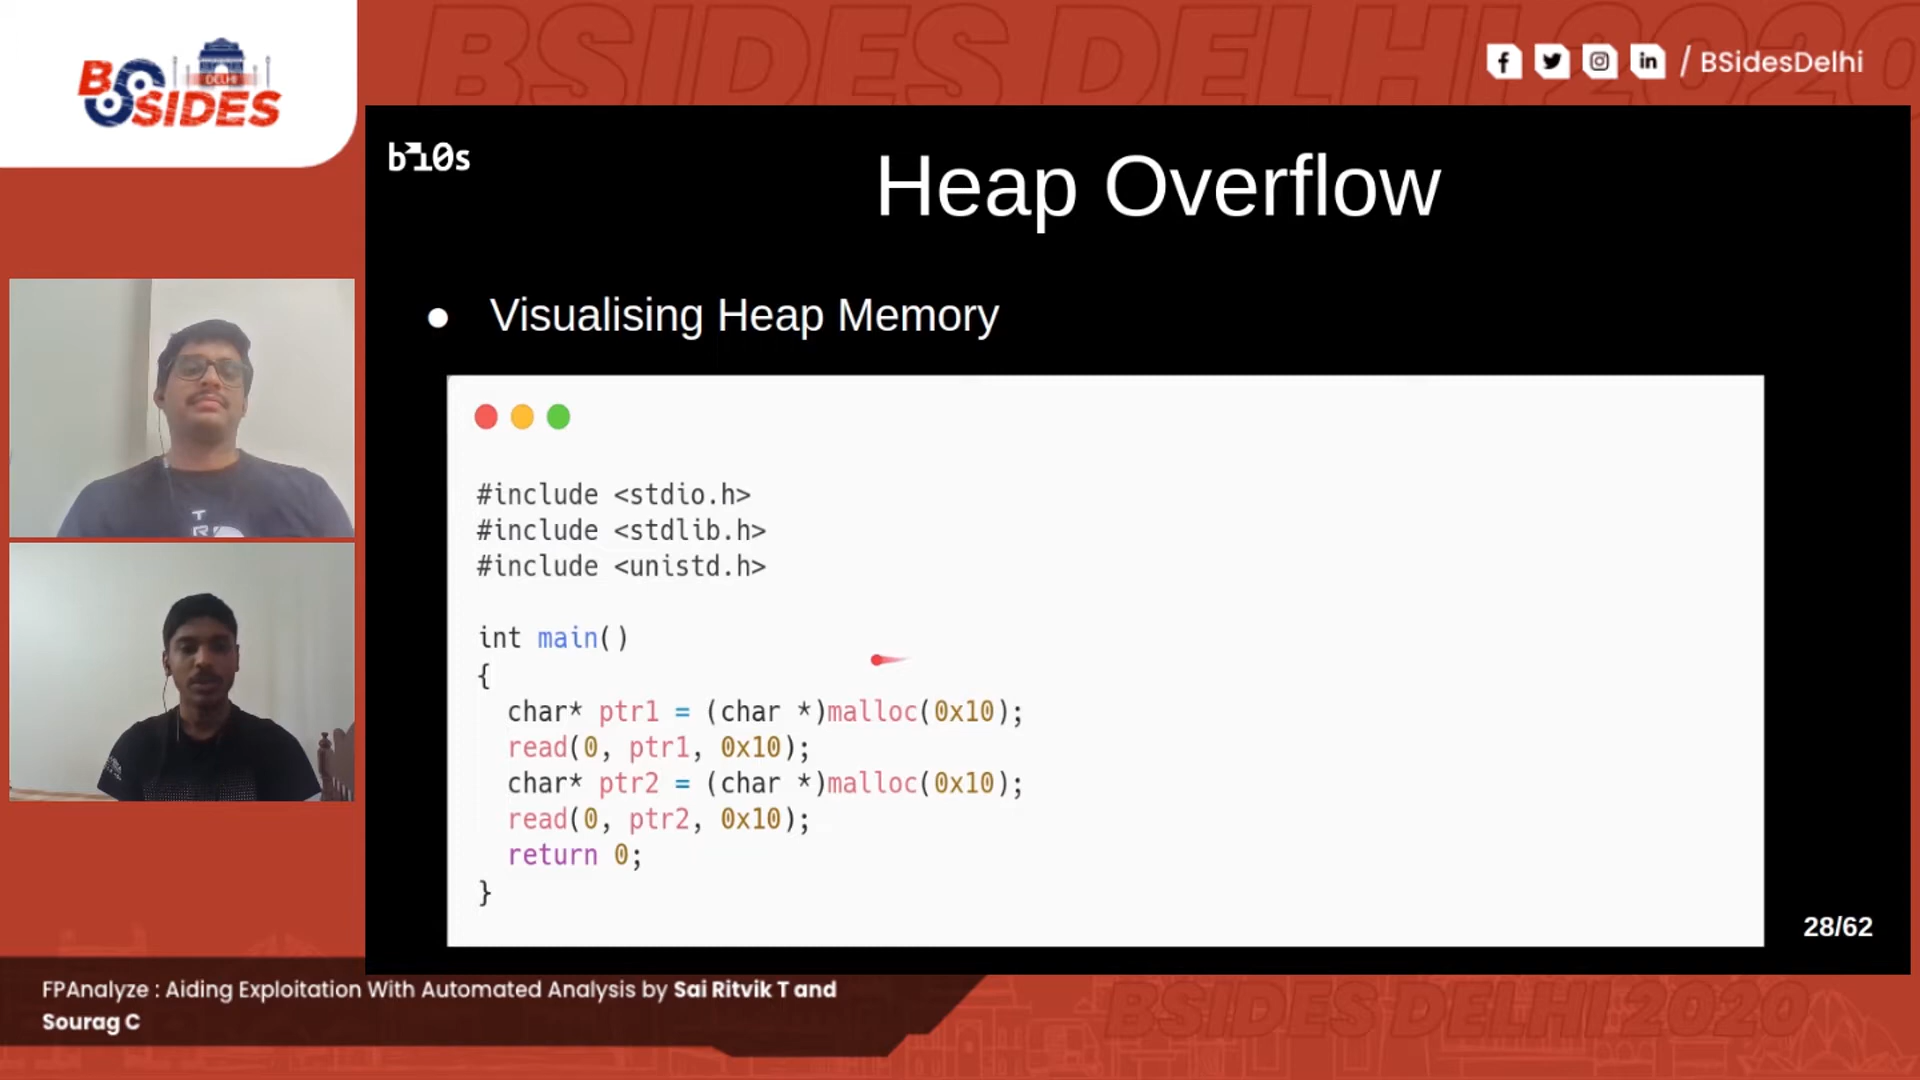 BSIDES DELHI 2020
DELHI
BSIDES
/ BSidesDelhi
bi0s
Heap Overflow
● Visualising Heap Memory
#include <stdio.h>
#include <stdlib.h>
#include <unistd.h>
int main()
{
char* ptr1 = (char *)malloc(0x10);
read(0, ptr1, 0x10);
char* ptr2 = (char *)malloc(0x10);
read(0, ptr2, 0x10);
return 0;
}
28/62
FPAnalyze : Aiding Exploitation With Automated Analysis by Sai Ritvik T and
Sourag C
BSIDES DELHI 2020